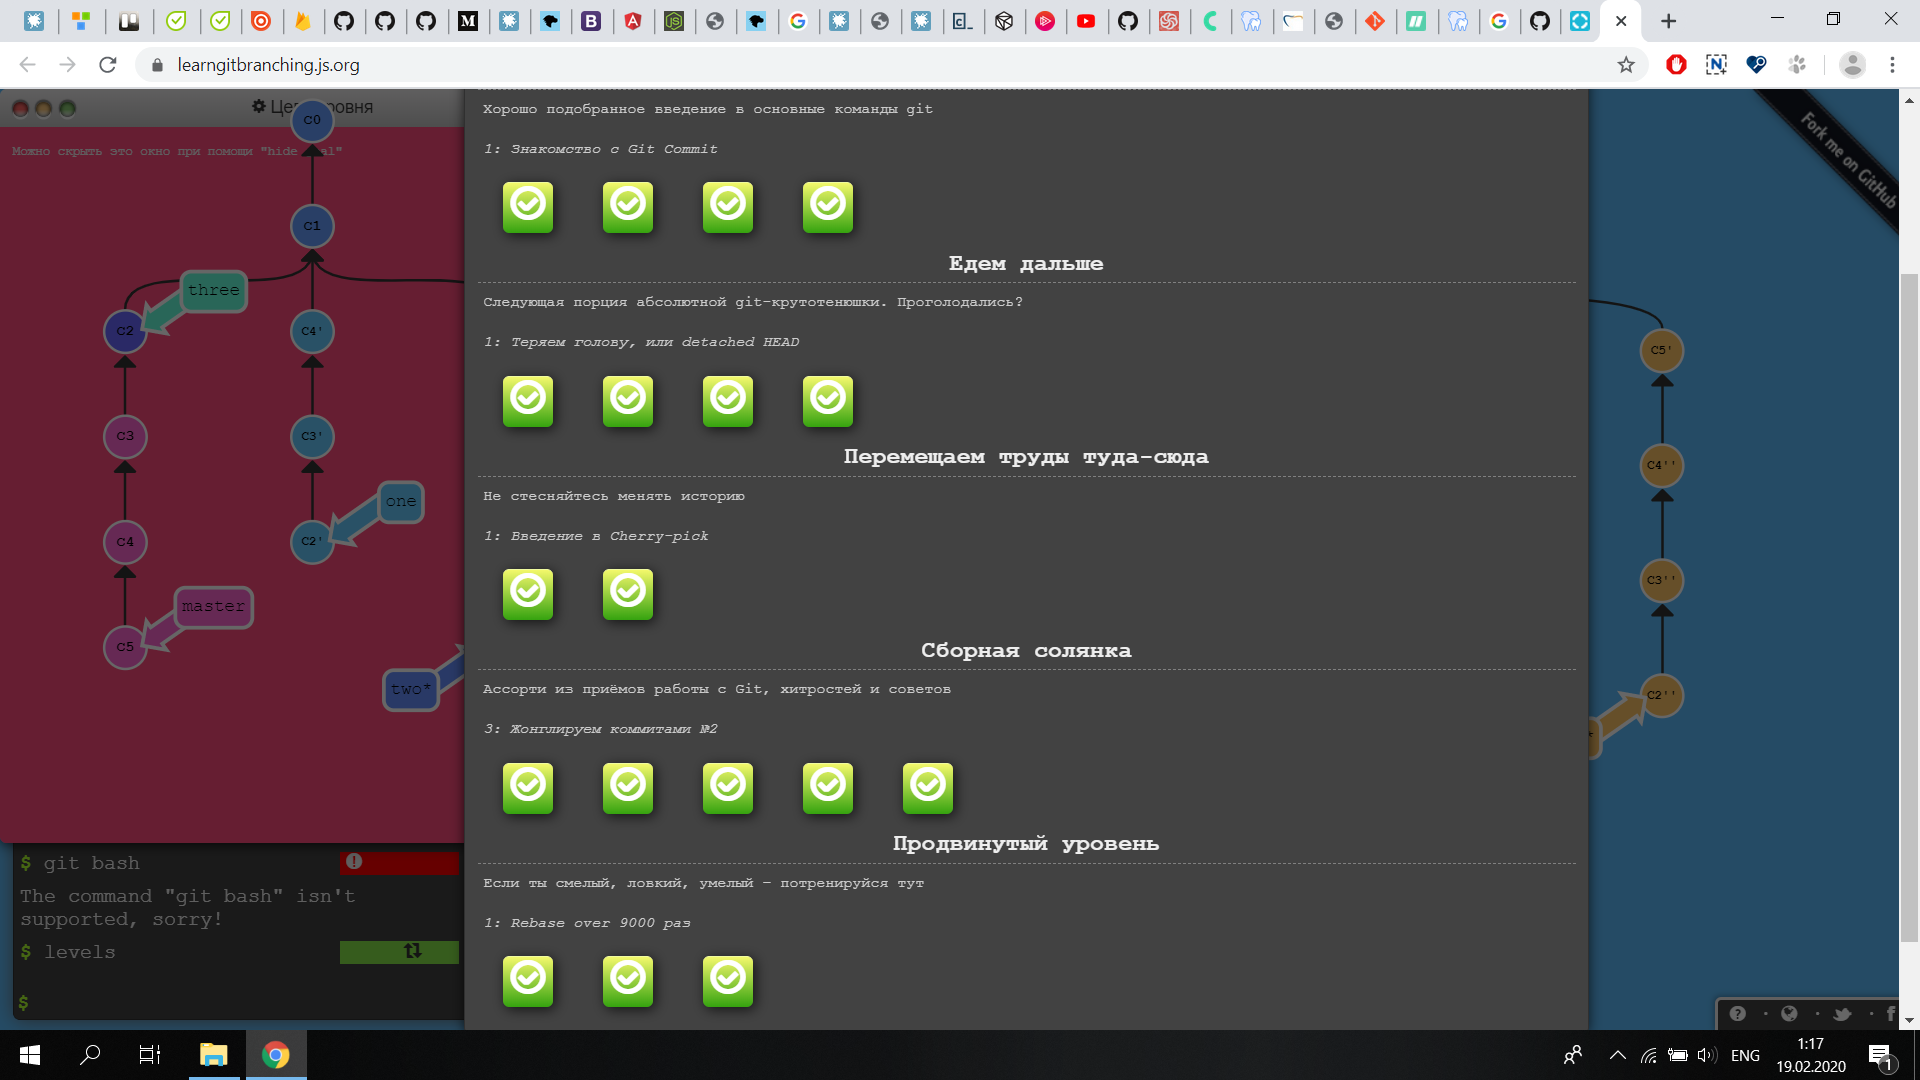 learngitbranching.js.org
Можно скрыть это окно при помощи "hide
C0
C1
three
C2
C4'
C3
C3'
one
C4
C2'
master
C5
two*
$ git bash
The command "git bash" isn't
supported, sorry!
$ levels
$
Хорошо подобранное введение в основные команды git
1: Знакомство с Git Commit
Едем дальше
Следующая порция абсолютной git-крутотенюшки. Проголодались?
1: Теряем голову, или detached HEAD
Перемещаем труды туда-сюда
Не стесняйтесь менять историю
1: Введение в Cherry-pick
Сборная солянка
Ассорти из приёмов работы с Git, хитростей и советов
3: Жонглируем коммитами №2
Продвинутый уровень
Если ты смелый, ловкий, умелый – потренируйся тут
1: Rebase over 9000 раз
Fork me on GitHub
C5'
C4''
C3''
C2''
ENG
1:17
19.02.2020
1